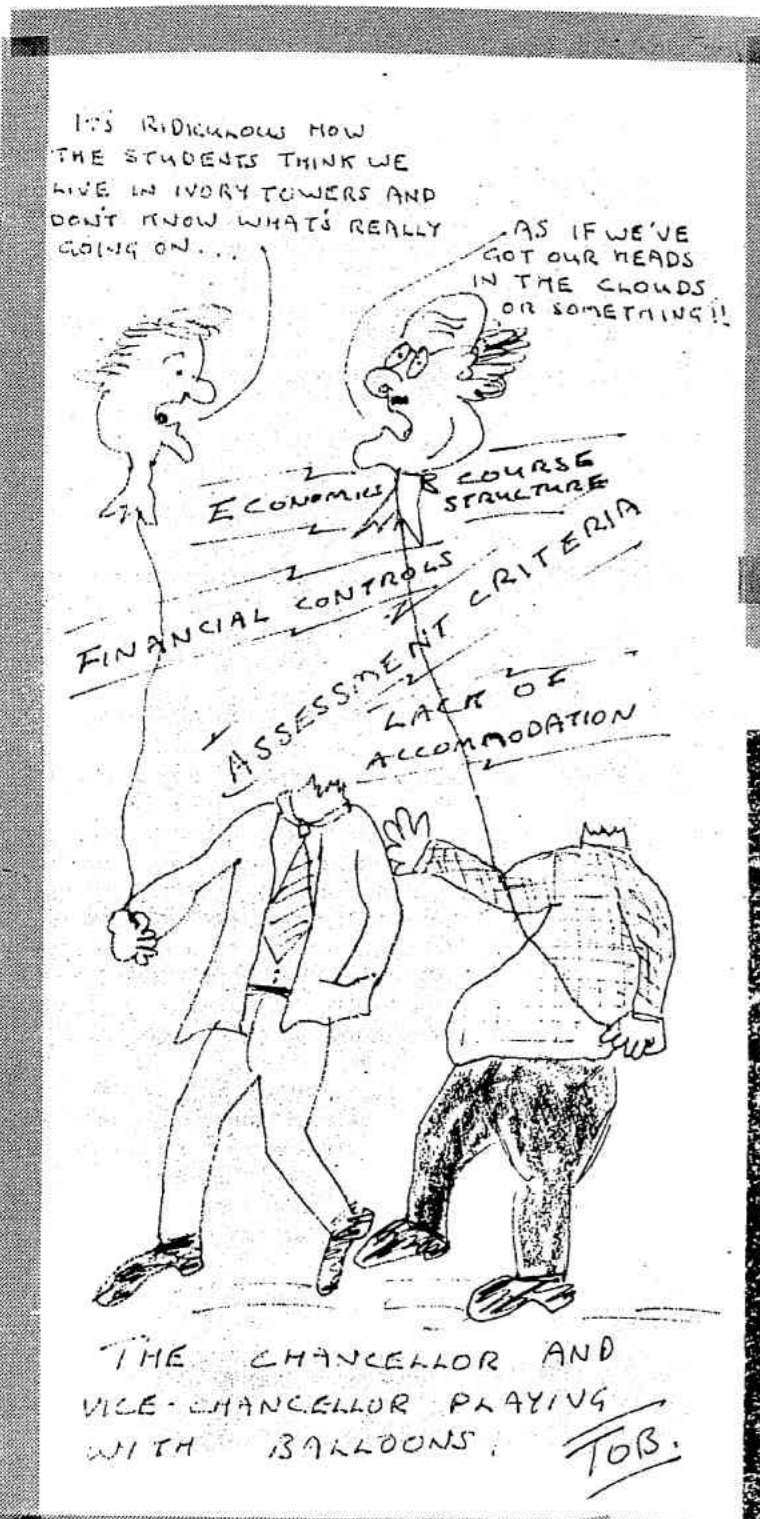 IT'S RIDICULOUS HOW
THE STUDENTS THINK WE
LIVE IN IVORY TOWERS AND
DON'T KNOW WHAT'S REALLY
GOING ON...
AS IF WE'VE
GOT OUR HEADS
IN THE CLOUDS
OR SOMETHING!!
ECONOMICS
COURSE
STRUCTURE
FINANCIAL CONTROLS
ASSESSMENT CRITERIA
LACK OF
ACCOMMODATION
THE CHANCELLOR AND
VICE-CHANCELLOR PLAYING
WITH BALLOONS.
TOB.